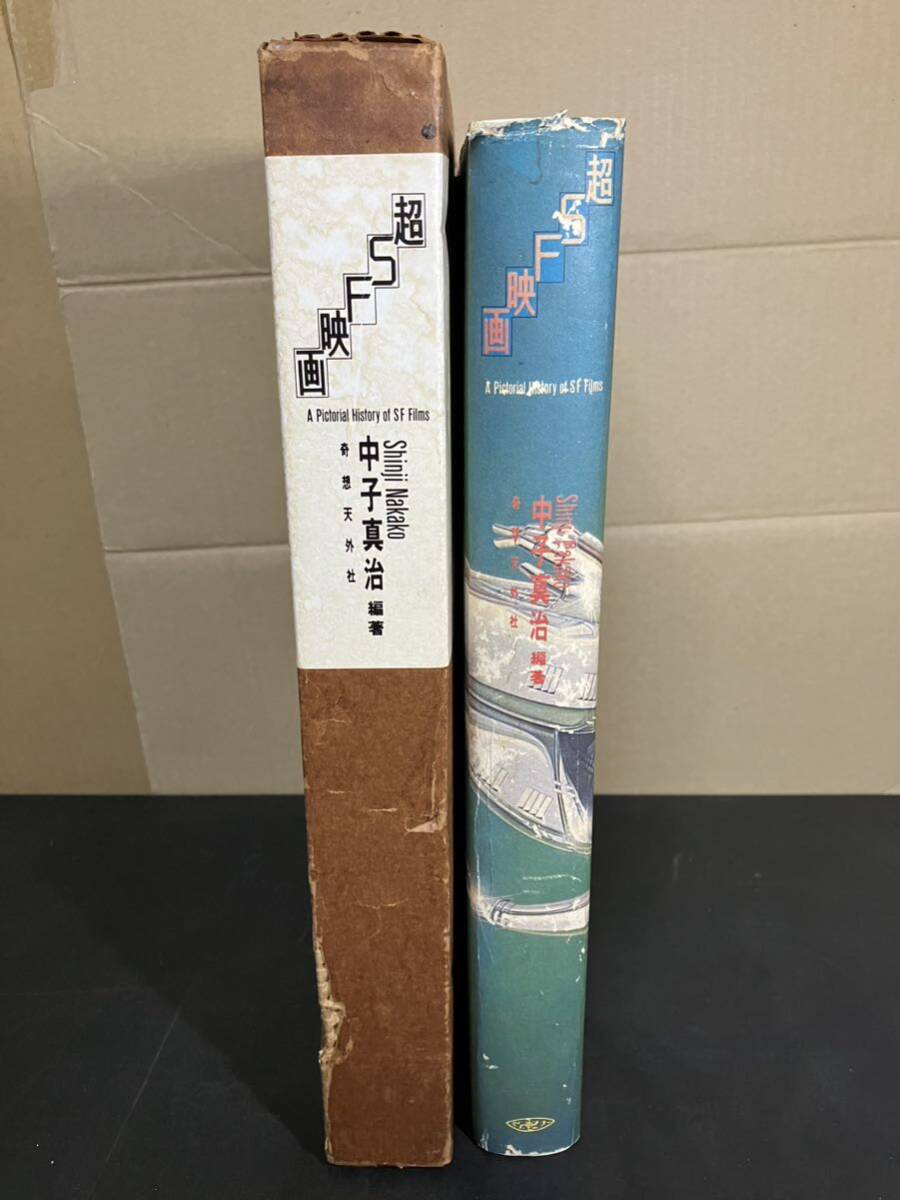 超SF映画
A Pictorial History of SF Films
Shinji Nakako
中子真治 編著
奇想天外社
超SF映画
A Pictorial History of SF Films
中子真治 編著